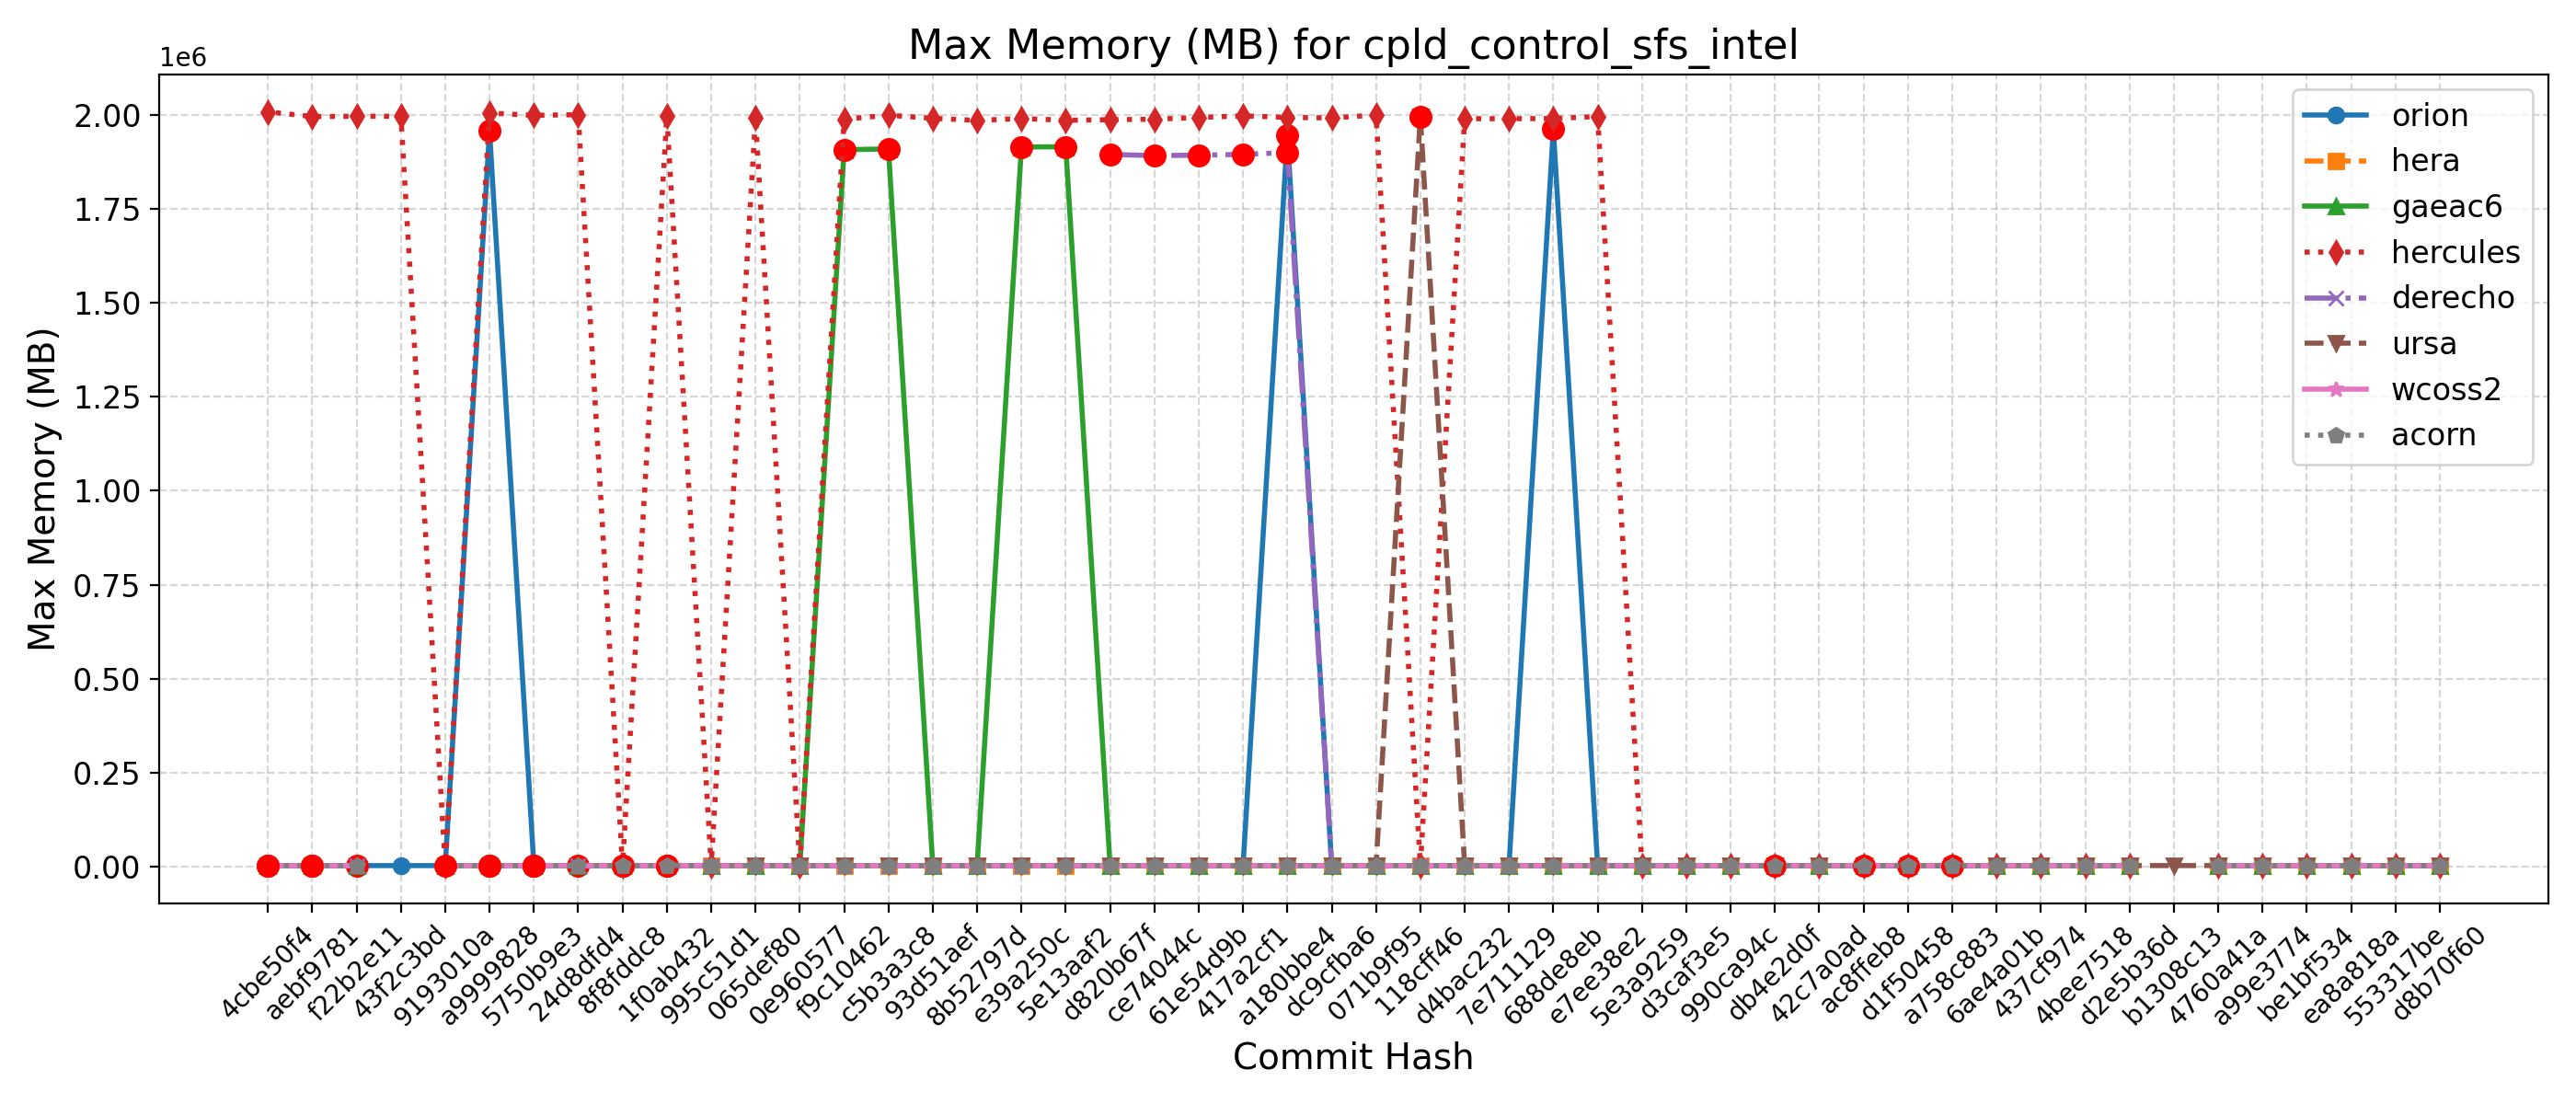 Max Memory (MB) for cpld_control_sfs_intel
1e6
2.00
1.75
1.50
1.25
1.00
0.75
0.50
0.25
0.00
Max Memory (MB)
orion
hera
gaeac6
hercules
derecho
ursa
wcoss2
acorn
4cbe50f4
aebf9781
f22b2e11
43f2c3bd
9193010a
a9999828
5750b9e3
24d8dfd4
8f8fddc8
1f0ab432
995c51d1
065def80
0e960577
f9c10462
c5b3a3c8
93d51aef
8b52797d
e39a250c
5e13aaf2
d820b67f
ce74044c
61e54d9b
417a2cf1
a180bbe4
dc9cfba6
071b9f95
118cff46
d4bac232
7e711129
688de8eb
e7ee38e2
5e3a9259
d3caf3e5
990ca94c
db4e2d0f
42c7a0ad
ac8ffeb8
d1f50458
a758c883
6ae4a01b
437cf974
4bee7518
d2e5b36d
b1308c13
4760a41a
a99e3774
be1bf534
ea8a818a
553317be
d8b70f60
Commit Hash